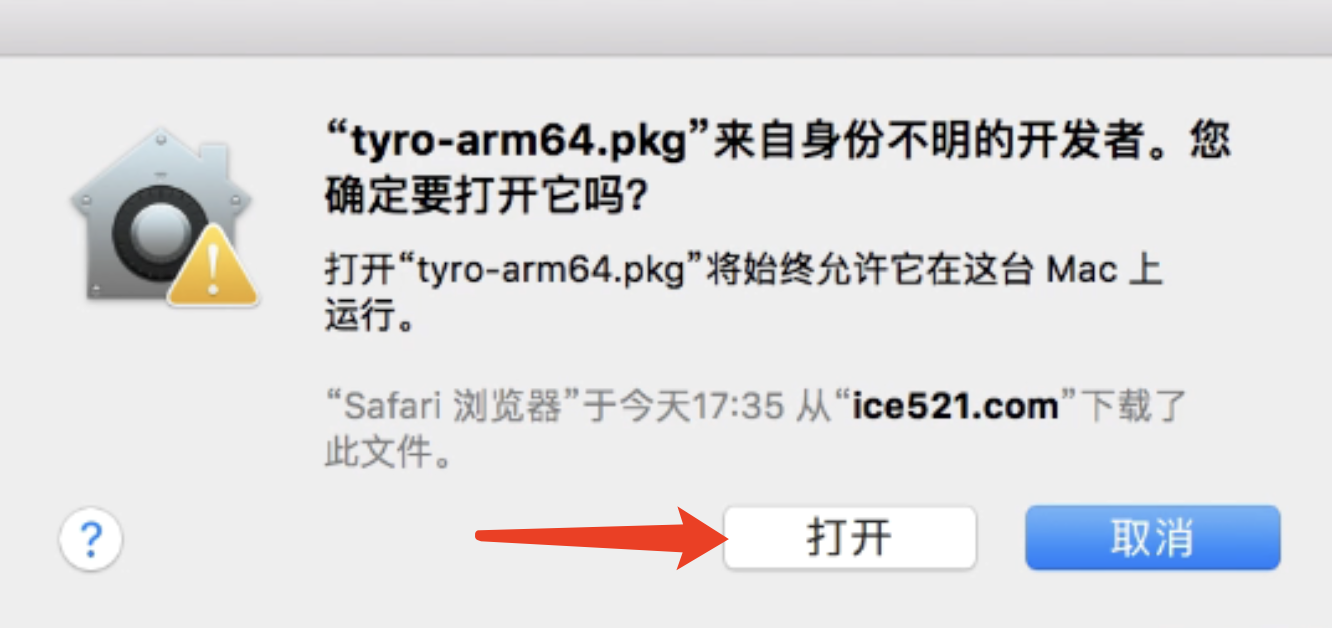 “tyro-arm64.pkg”来自身份不明的开发者。您
确定要打开它吗？
打开“tyro-arm64.pkg”将始终允许它在这台 Mac 上
运行。
“Safari 浏览器”于今天17:35 从“ice521.com”下载了
此文件。
?
打开
取消